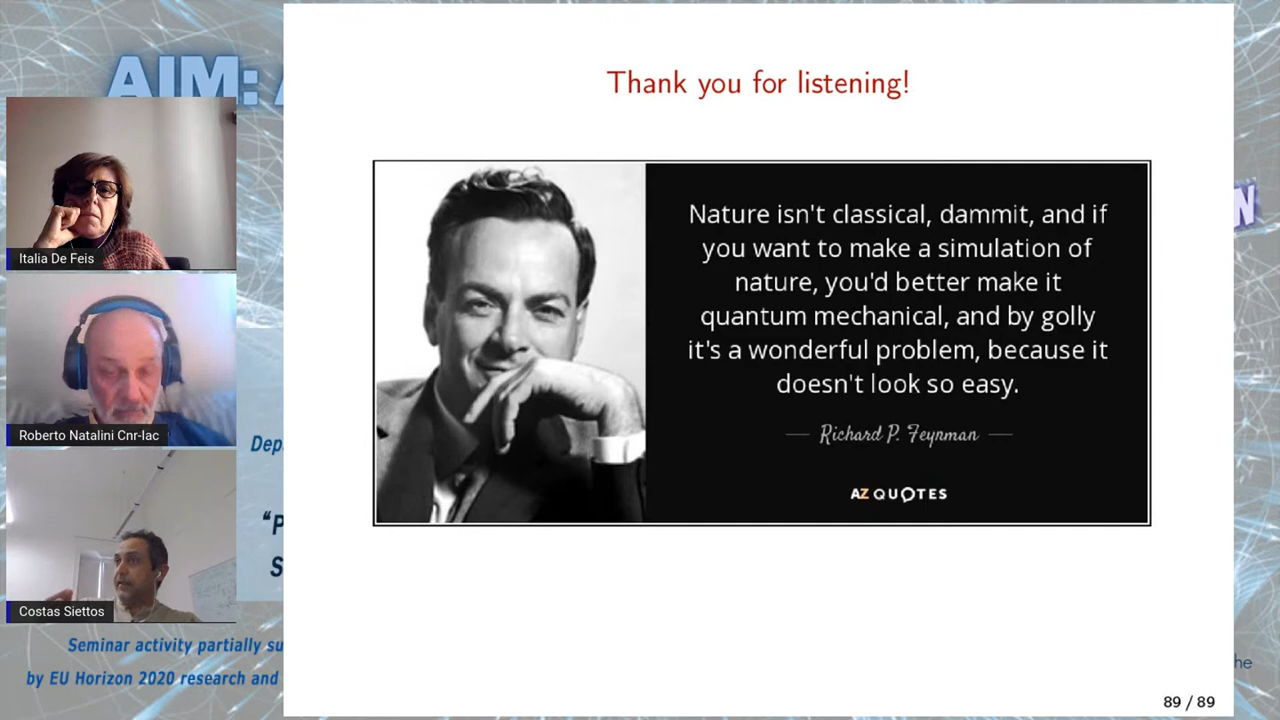 AIM:
Italia De Feis
Roberto Natalini Cnr-Iac
Costas Siettos
“P
S
Seminar activity partially su
by EU Horizon 2020 research and
Thank you for listening!
Nature isn't classical, dammit, and if
you want to make a simulation of
nature, you'd better make it
quantum mechanical, and by golly
it's a wonderful problem, because it
doesn't look so easy.
Richard P. Feynman
AZ QUOTES
N
he
89 / 89